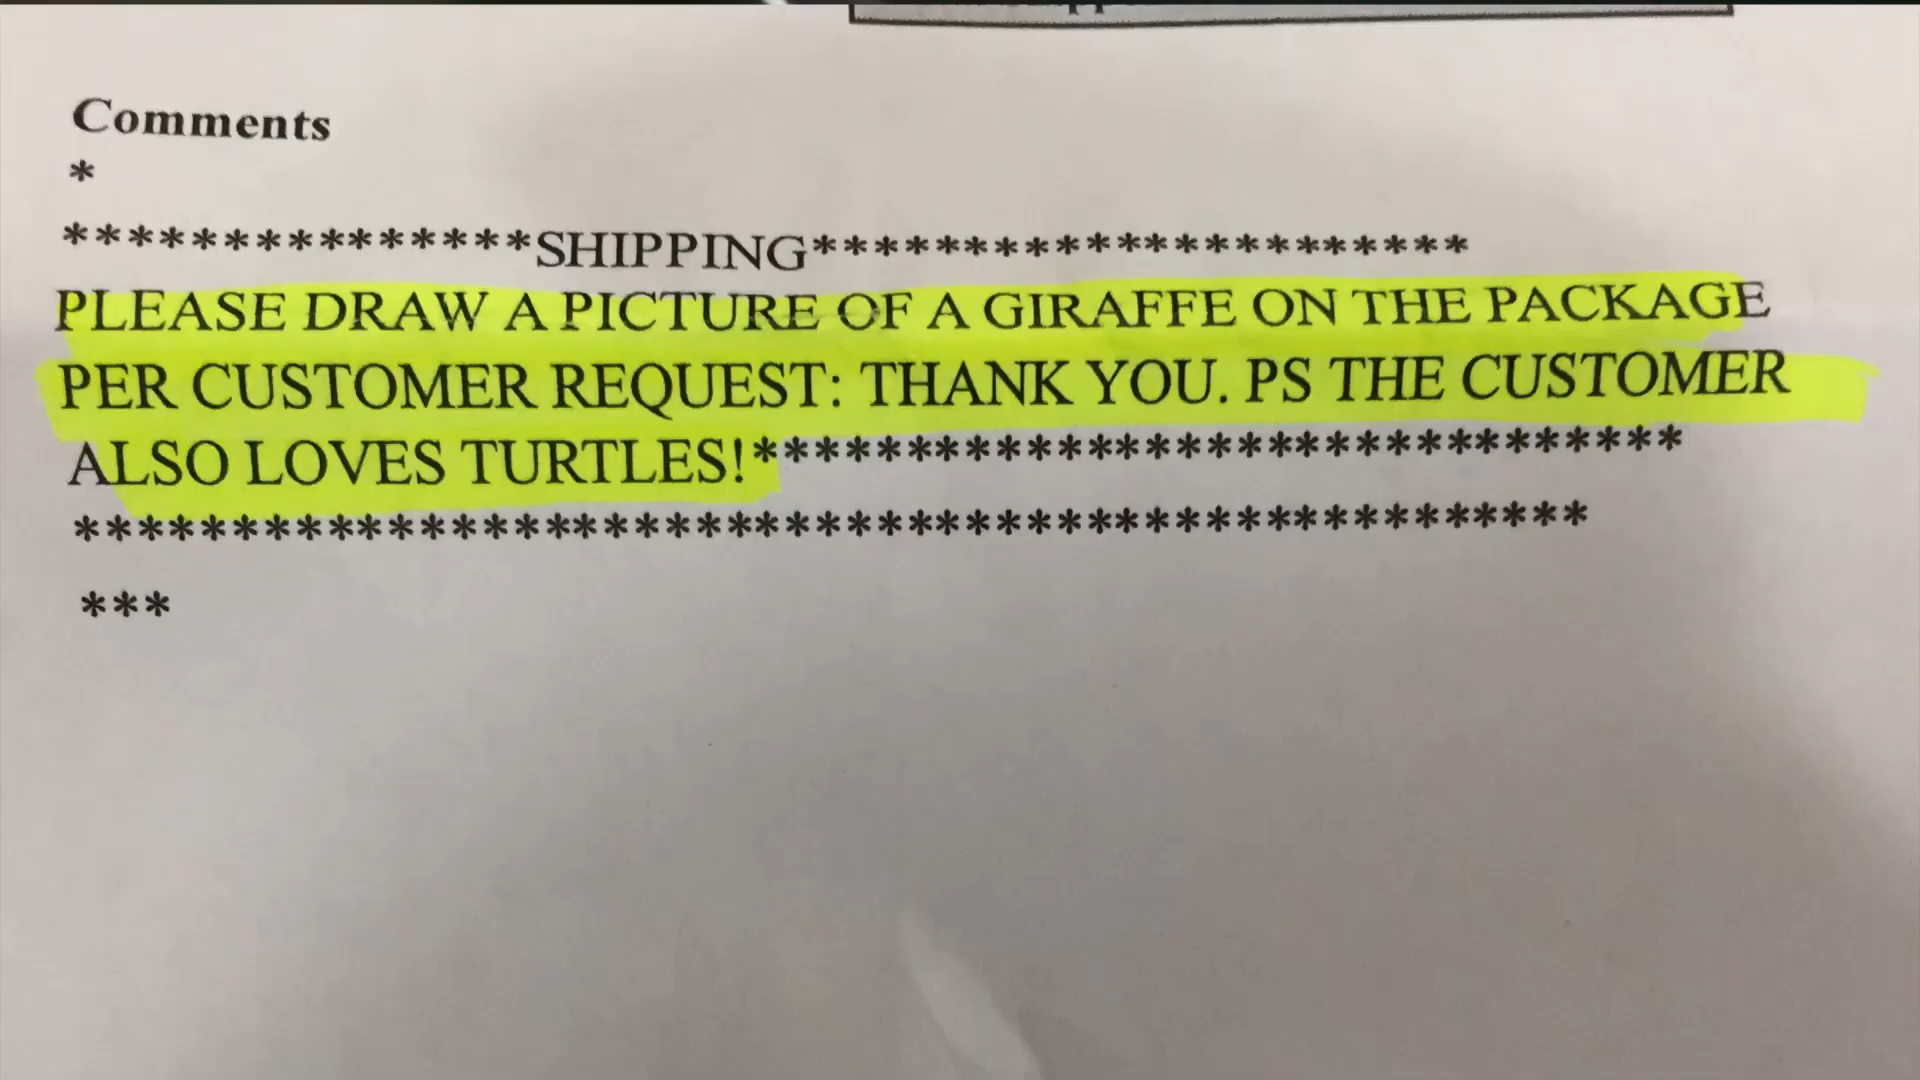 Comments
*
***************SHIPPING**********************
PLEASE DRAW A PICTURE OF A GIRAFFE ON THE PACKAGE
PER CUSTOMER REQUEST: THANK YOU. PS THE CUSTOMER
ALSO LOVES TURTLES!*******************************
**************************************************
***